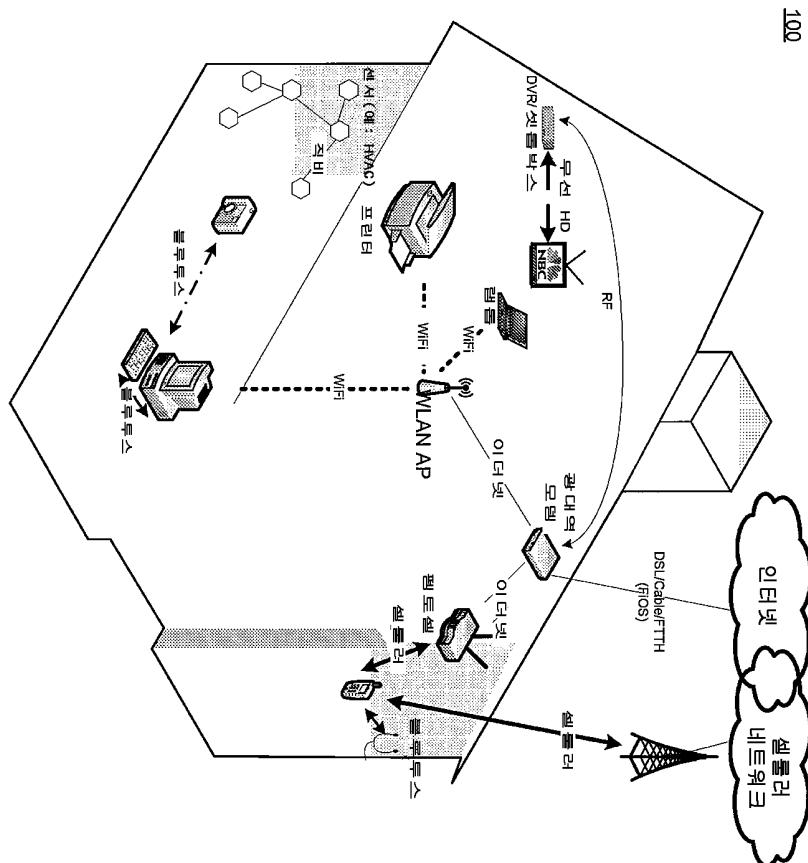 100
인터넷
셀룰러
네트워크
DSL/Cable/FTTH
(FiOS)
셀룰러
RF
DVR/셋톱박스
무선 HD
NBC
랩톱
WiFi
프린터
WiFi
WLAN AP
이더넷
광대역
모뎀
이더넷
펨토셀
셀룰러
블루투스
센서(예: HVAC)
직비
블루투스
블루투스
WiFi